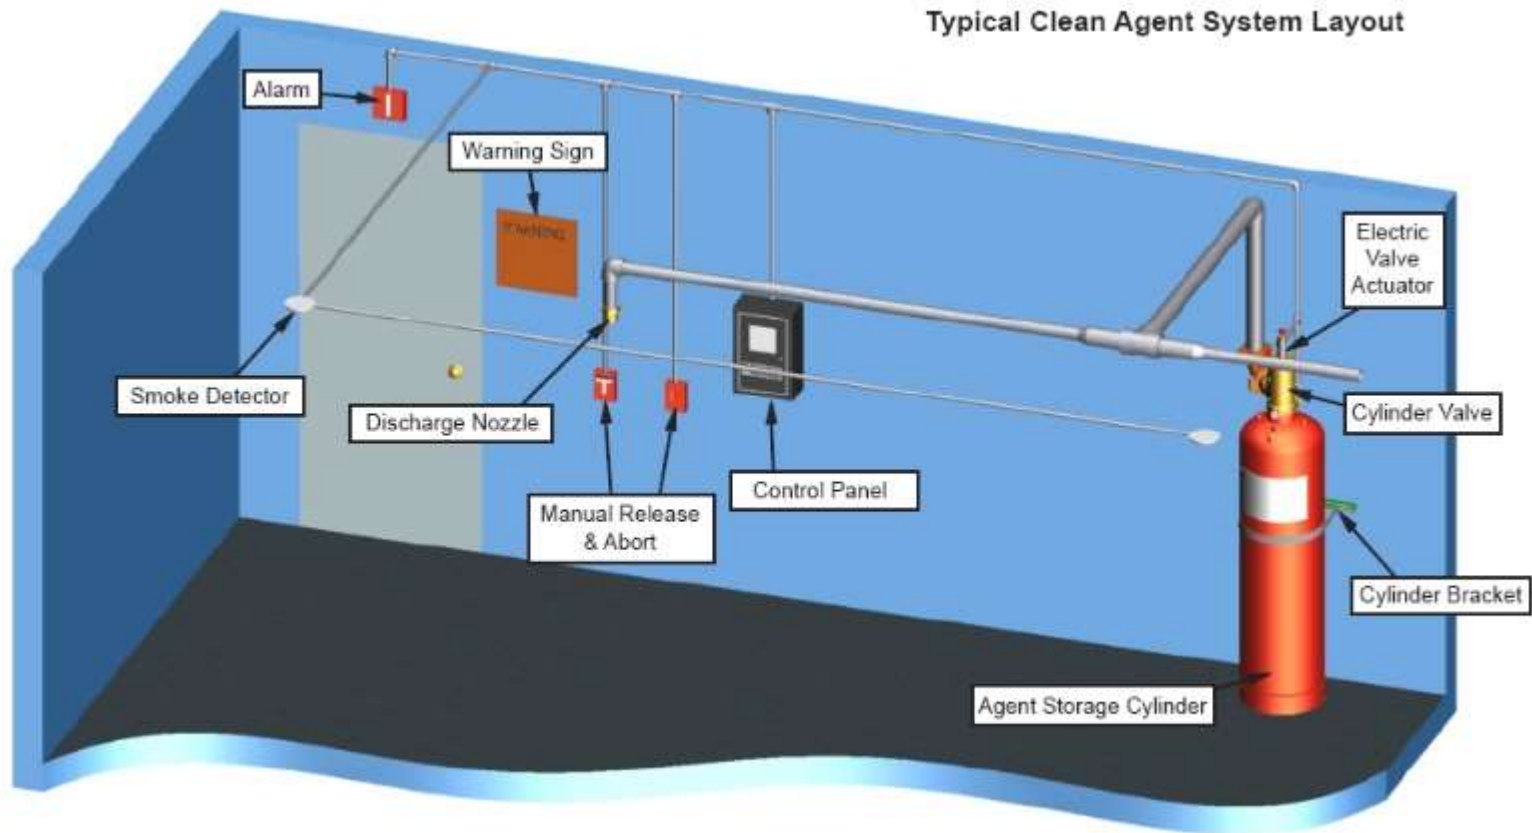 Typical Clean Agent System Layout
Alarm
Warning Sign
WARNING
Electric
Valve
Actuator
Smoke Detector
Discharge Nozzle
Cylinder Valve
Control Panel
Manual Release
& Abort
Cylinder Bracket
Agent Storage Cylinder